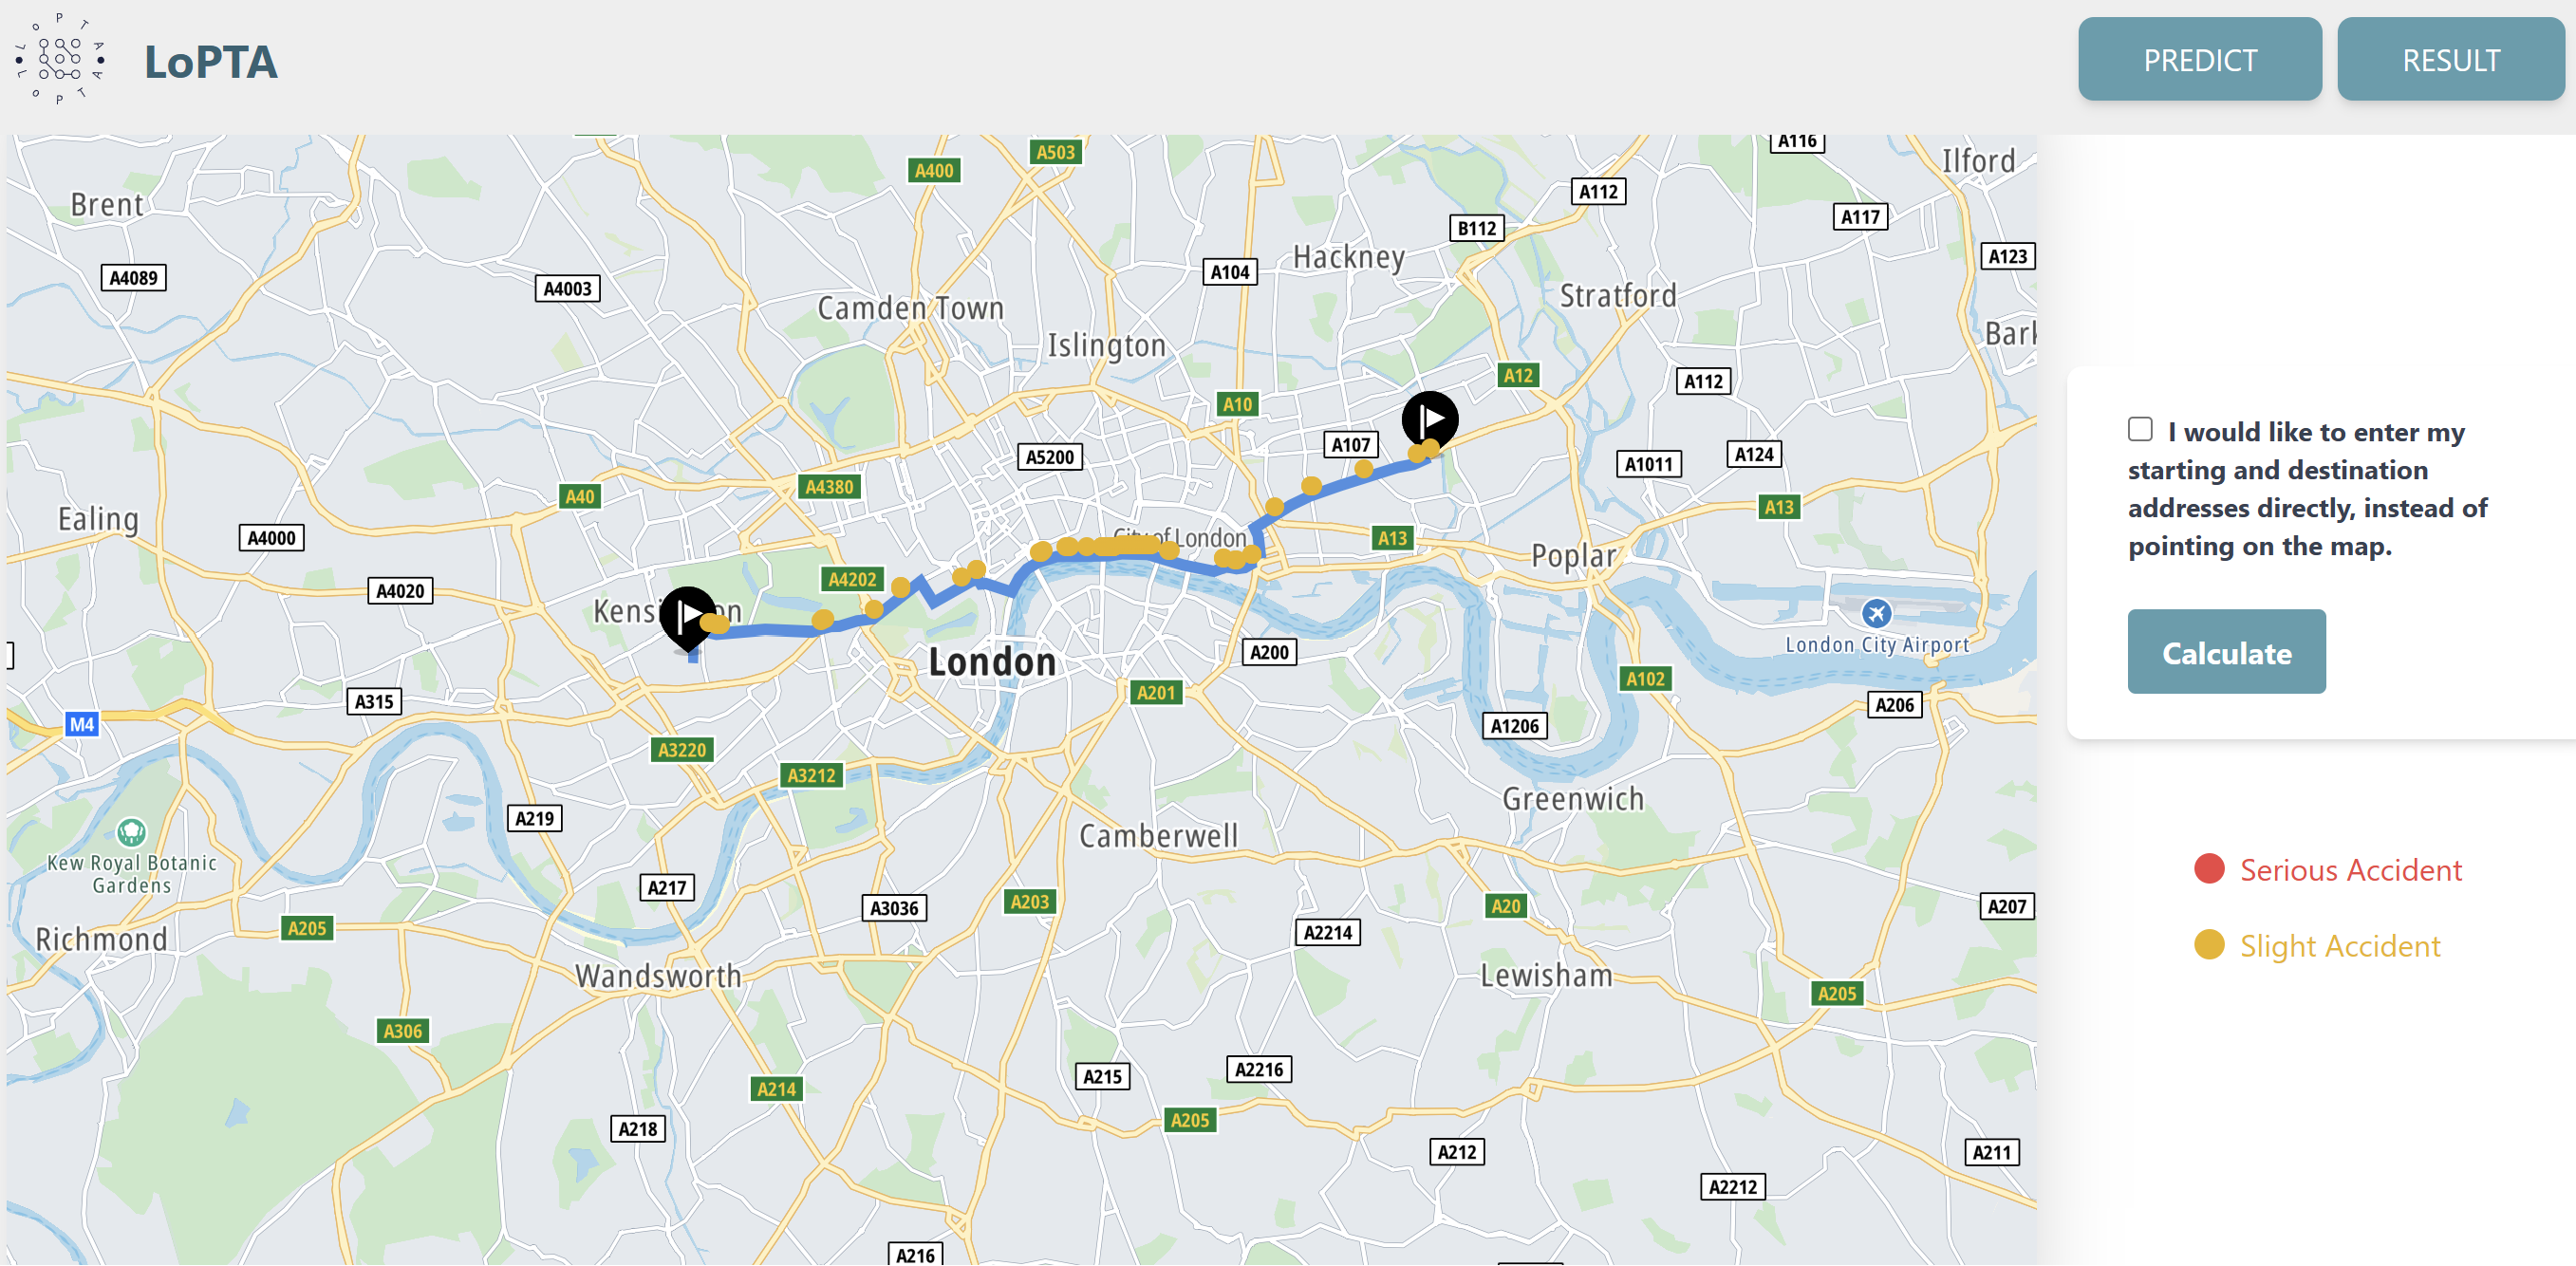 LoPTA LoPTA
LoPTA
PREDICT
RESULT
A503
A116
Ilford
A400
A112
Brent
A117
B112
Hackney
A123
A104
A4089
A4003
Stratford
Camden Town
Islington
A12
A112
A10
A107
A5200
A124
A1011
A4380
A40
A13
Ealing
A4000
City of London
A13
Poplar
A4202
A4020
London City Airport
London
A200
A102
A201
A315
A206
M4
A1206
A3220
A3212
Greenwich
A219
Camberwell
Kew Royal Botanic
Gardens
A217
A203
A20
A3036
A207
A205
A2214
Richmond
Wandsworth
Lewisham
A205
A306
A2216
A215
A214
A205
A218
A212
A211
A2212
A216
I would like to enter my
starting and destination
addresses directly, instead of
pointing on the map.
Calculate
Serious Accident
Slight Accident